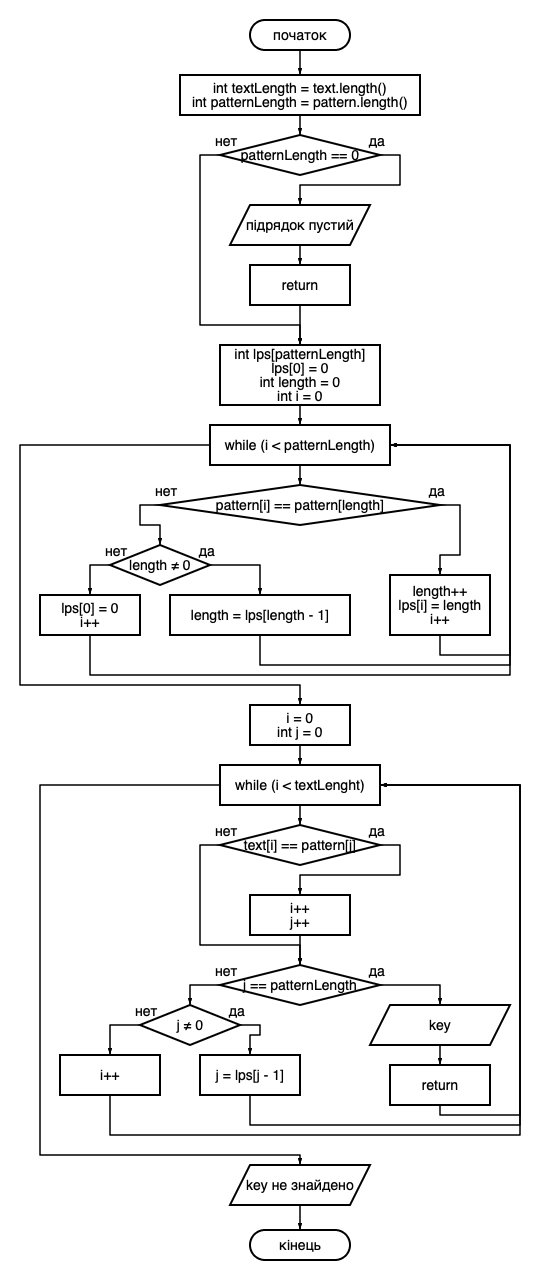 початок
int textLength = text.length()
int patternLength = pattern.length()
нет
да
patternLength == 0
підрядок пустий
return
int lps[patternLength]
lps[0] = 0
int length = 0
int i = 0
while (i < patternLength)
нет
да
pattern[i] == pattern[length]
нет
да
length ≠ 0
lps[0] = 0
i++
length = lps[length - 1]
length++
lps[i] = length
i++
i = 0
int j = 0
while (i < textLenght)
нет
да
text[i] == pattern[j]
i++
j++
нет
да
j == patternLength
нет
да
j ≠ 0
key
i++
j = lps[j - 1]
return
key не знайдено
кінець